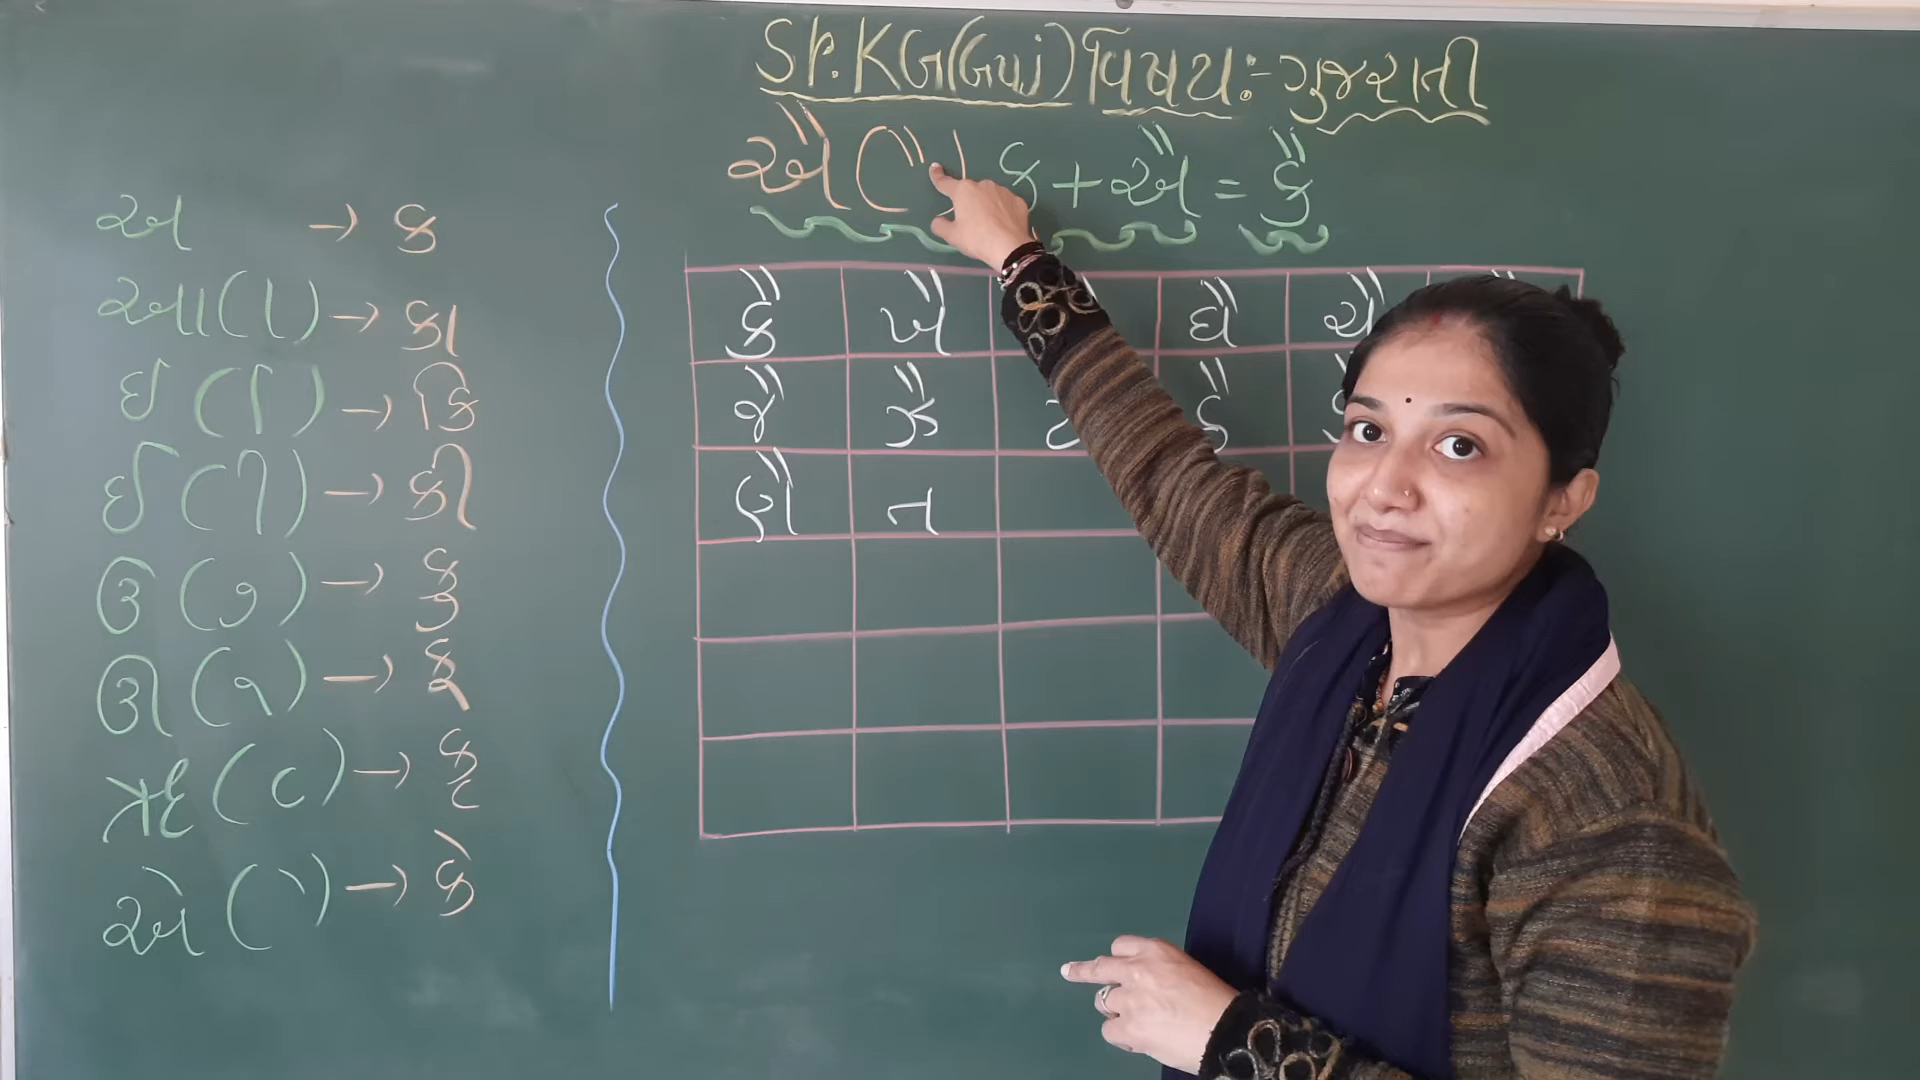 Sr. KG (Guj) વિષય :- ગુજરાતી
ઐ ( ૈ ) ક + ઐ = કૈ
અ → ક
આ ( ા ) → કા
ઇ ( િ ) → કિ
ઈ ( ી ) → કી
ઉ ( ુ ) → કુ
ઊ ( ૂ ) → કૂ
ઋ ( ૃ ) → કૃ
એ ( ે ) → કે
કૈ ખૈ ઘૈ ચૈ
જૈ ઝૈ
ણૈ ન